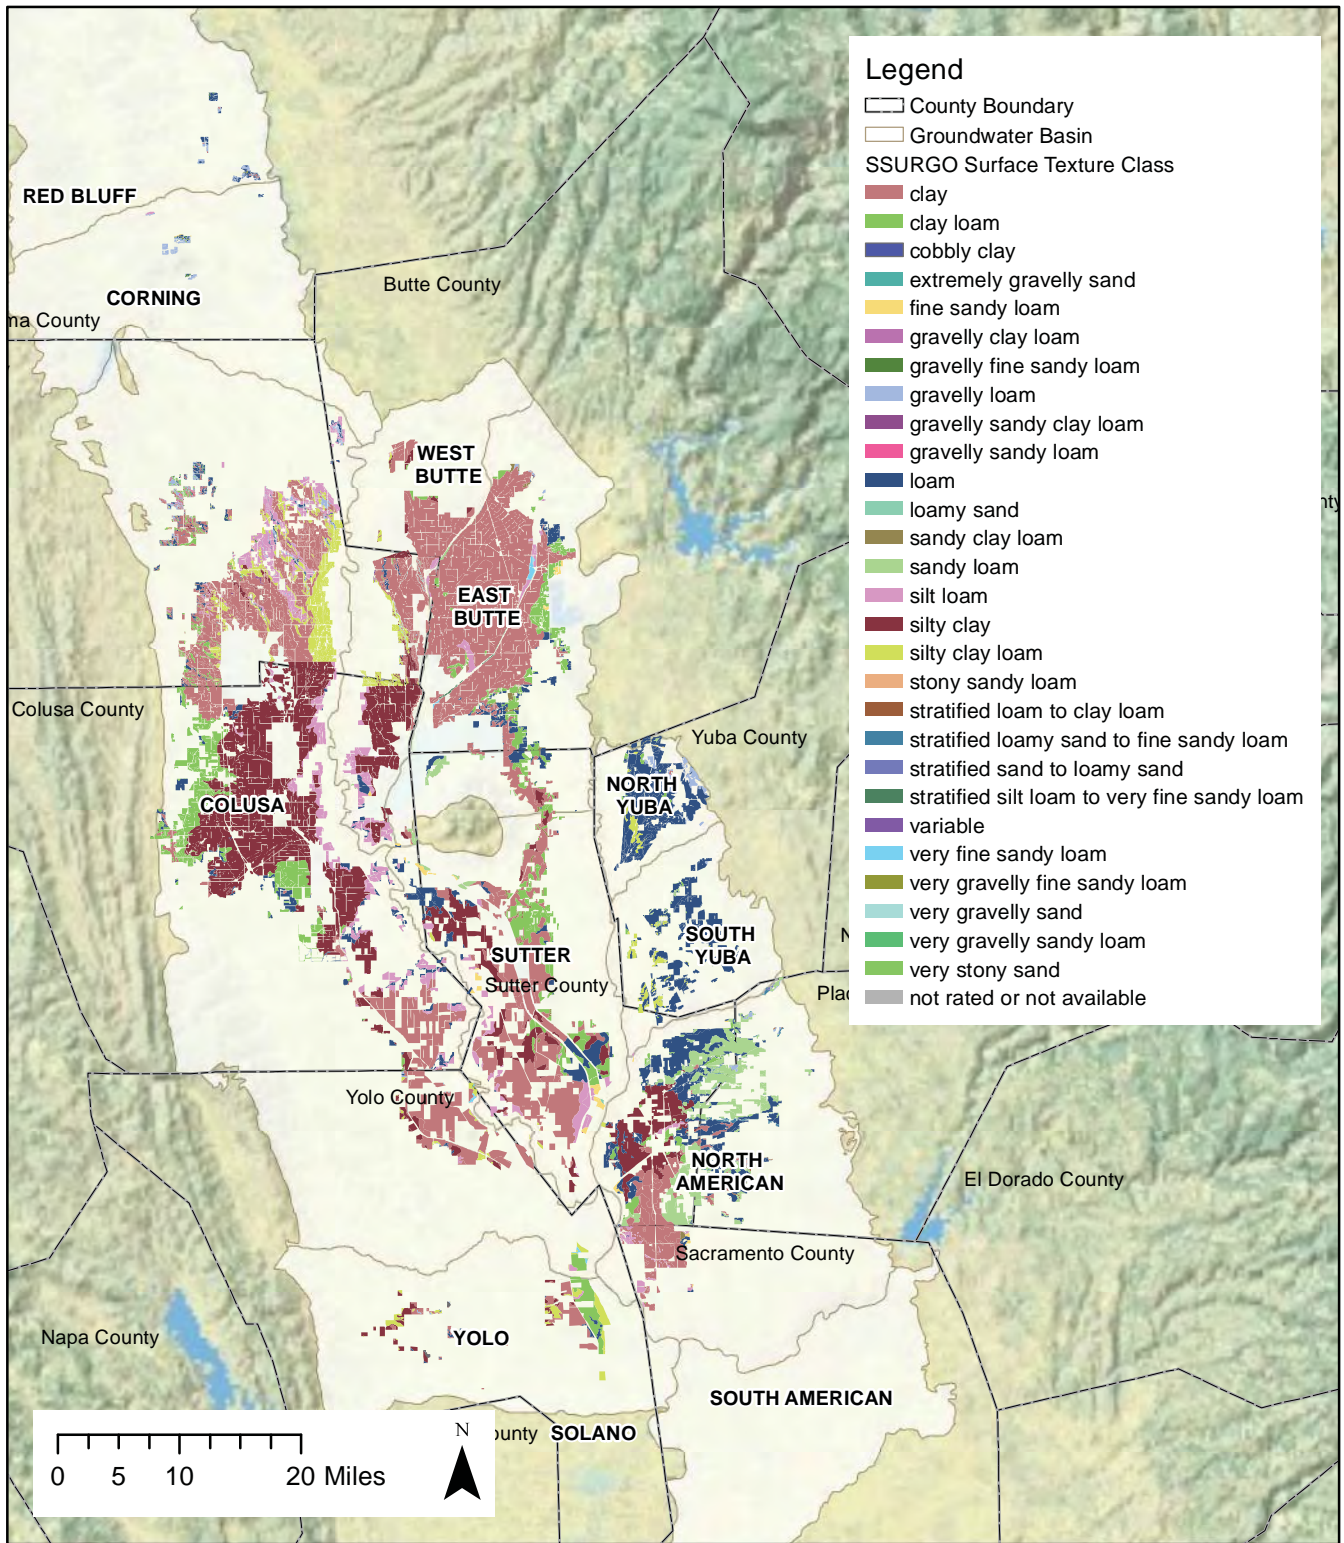 Legend
County Boundary
Groundwater Basin
SSURGO Surface Texture Class
clay
clay loam
cobbly clay
extremely gravelly sand
fine sandy loam
gravelly clay loam
gravelly fine sandy loam
gravelly loam
gravelly sandy clay loam
gravelly sandy loam
loam
loamy sand
sandy clay loam
sandy loam
silt loam
silty clay
silty clay loam
stony sandy loam
stratified loam to clay loam
stratified loamy sand to fine sandy loam
stratified sand to loamy sand
stratified silt loam to very fine sandy loam
variable
very fine sandy loam
very gravelly fine sandy loam
very gravelly sand
very gravelly sandy loam
very stony sand
not rated or not available
RED BLUFF
CORNING
Butte County
County
WEST
BUTTE
EAST
BUTTE
Colusa County
Yuba County
NORTH
YUBA
COLUSA
SOUTH
YUBA
SUTTER
Sutter County
Yolo County
NORTH
AMERICAN
El Dorado County
Sacramento County
Napa County
YOLO
SOUTH AMERICAN
SOLANO
N
0 5 10 20 Miles